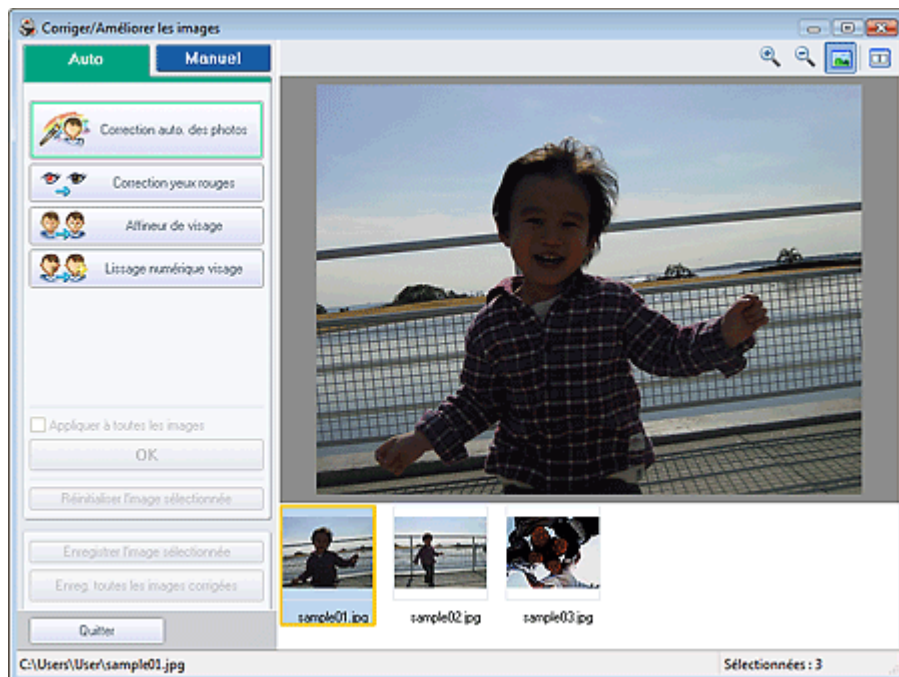 Corriger/Améliorer les images
Auto
Manuel
Correction auto. des photos
Correction yeux rouges
Affineur de visage
Lissage numérique visage
Appliquer à toutes les images
OK
Réinitialiser l'image sélectionnée
Enregistrer l'image sélectionnée
Enreg. toutes les images corrigées
Quitter
sample01.jpg
sample02.jpg
sample03.jpg
C:\Users\User\sample01.jpg
Sélectionnées : 3